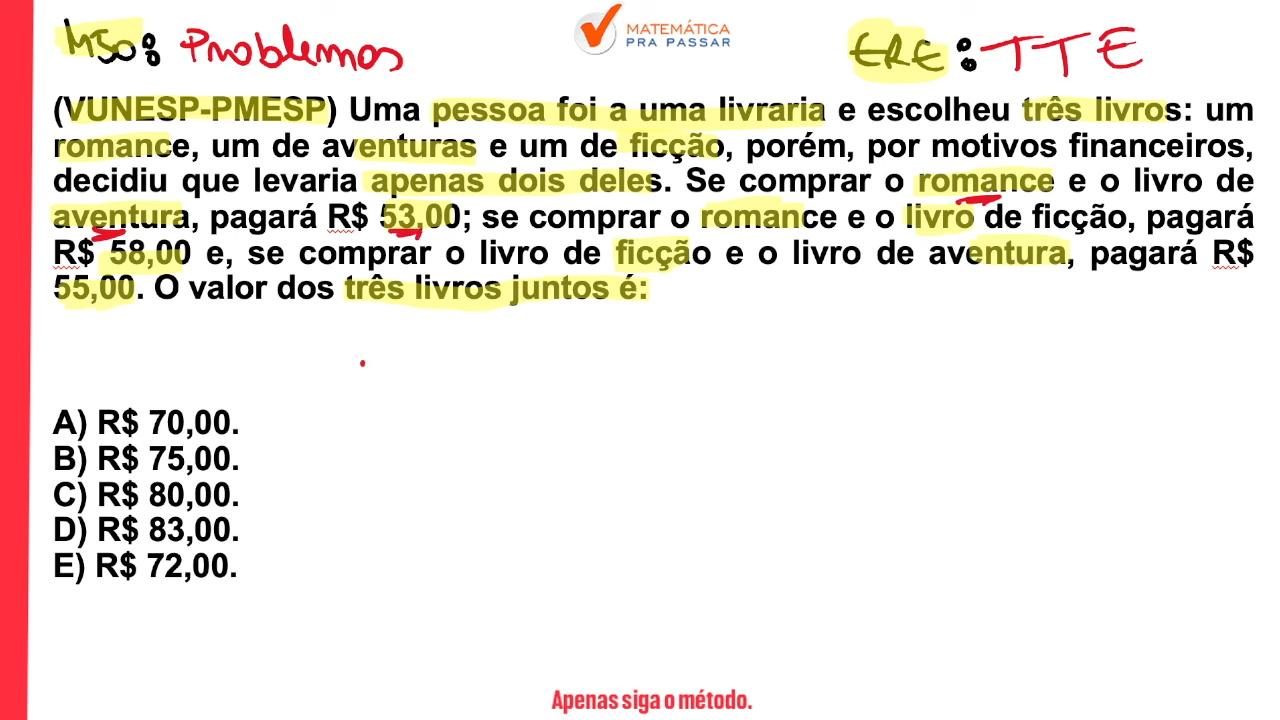 MSO: Problemas
MATEMÁTICA
PRA PASSAR
ERE: TTE
(VUNESP-PMESP) Uma pessoa foi a uma livraria e escolheu três livros: um
romance, um de aventuras e um de ficção, porém, por motivos financeiros,
decidiu que levaria apenas dois deles. Se comprar o romance e o livro de
aventura, pagará R$ 53,00; se comprar o romance e o livro de ficção, pagará
R$ 58,00 e, se comprar o livro de ficção e o livro de aventura, pagará R$
55,00. O valor dos três livros juntos é:
A) R$ 70,00.
B) R$ 75,00.
C) R$ 80,00.
D) R$ 83,00.
E) R$ 72,00.
Apenas siga o método.